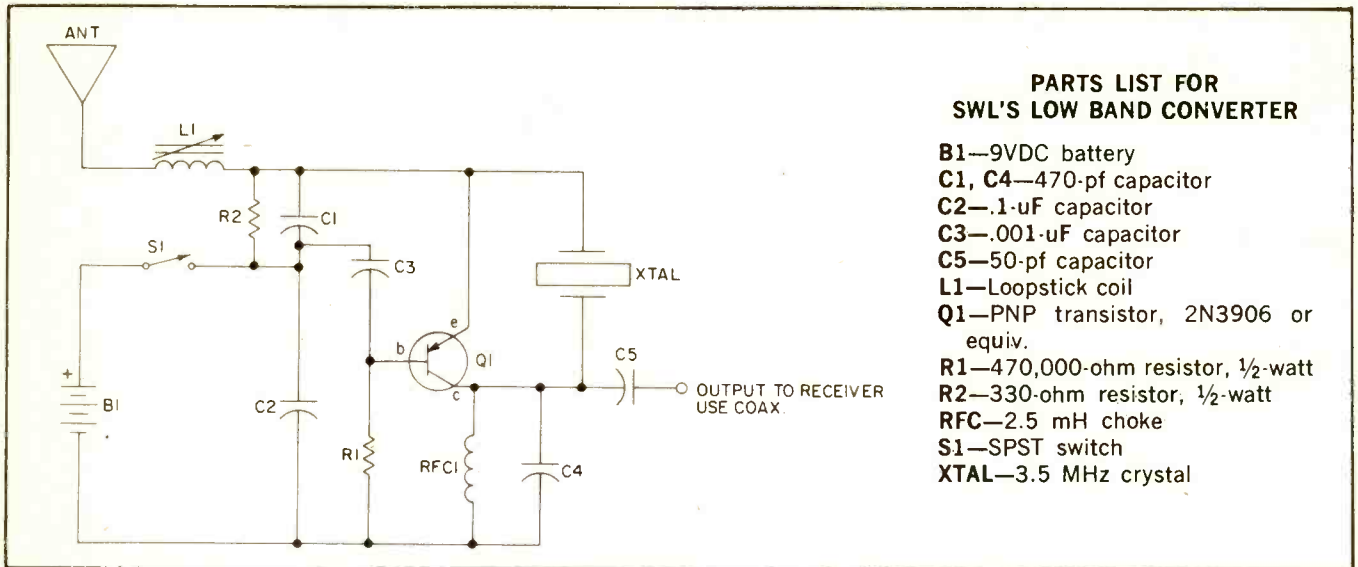 ANT
L1
R2
C1
S1
C3
XTAL
e
b
Q1
C5
c
OUTPUT TO RECEIVER
USE COAX.
+
B1
C2
R1
RFC1
C4
PARTS LIST FOR
SWL'S LOW BAND CONVERTER
B1—9VDC battery
C1, C4—470-pf capacitor
C2—.1-uF capacitor
C3—.001-uF capacitor
C5—50-pf capacitor
L1—Loopstick coil
Q1—PNP transistor, 2N3906 or
equiv.
R1—470,000-ohm resistor, ½-watt
R2—330-ohm resistor, ½-watt
RFC—2.5 mH choke
S1—SPST switch
XTAL—3.5 MHz crystal